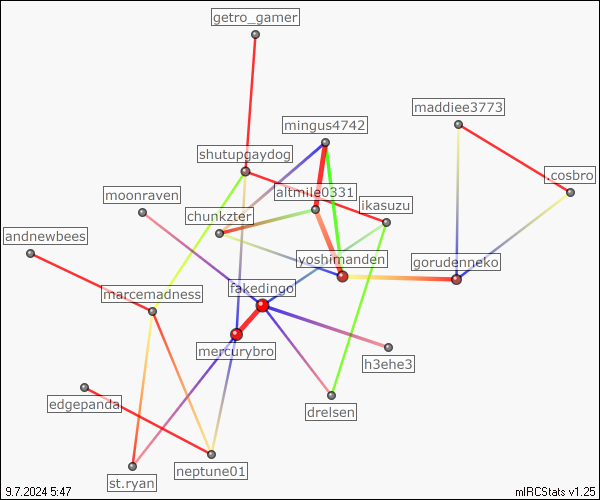 getro_gamer
maddiee3773
mingus4742
shutupgaydog
.cosbro
altmile0331
moonraven
ikasuzu
chunkzter
andnewbees
yoshimanden
gorudenneko
fakedingo
marcemadness
mercurybro
h3ehe3
edgepanda
drelsen
neptune01
st.ryan
9.7.2024 5:47
mIRCStats v1.25